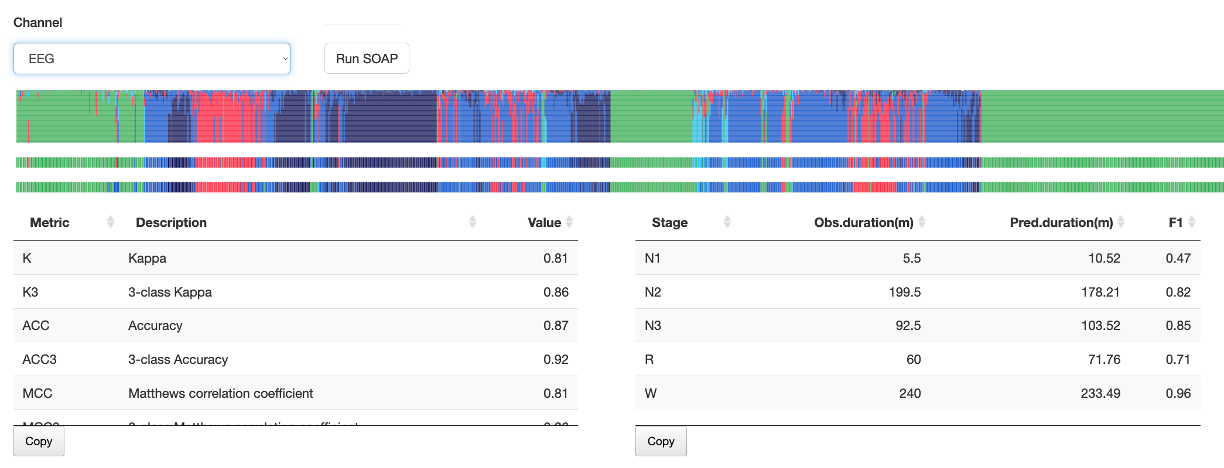 Channel
EEG
Run SOAP
Metric Description Value
K Kappa 0.81
K3 3-class Kappa 0.86
ACC Accuracy 0.87
ACC3 3-class Accuracy 0.92
MCC Matthews correlation coefficient 0.81
Copy
Stage Obs.duration(m) Pred.duration(m) F1
N1 5.5 10.52 0.47
N2 199.5 178.21 0.82
N3 92.5 103.52 0.85
R 60 71.76 0.71
W 240 233.49 0.96
Copy